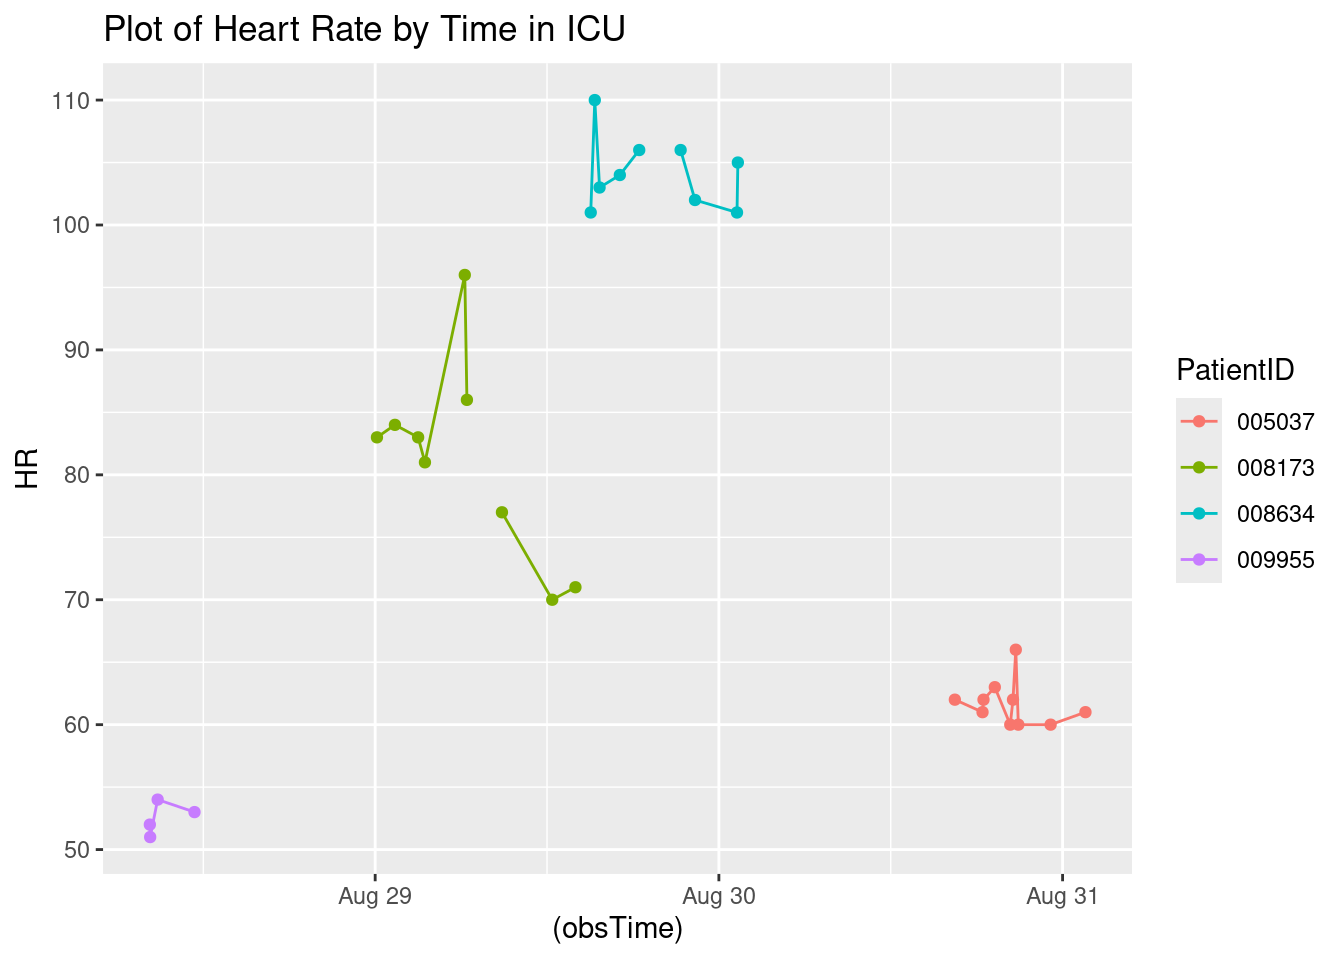 Plot of Heart Rate by Time in ICU
110
100
90
80
70
60
50
HR
Aug 29
Aug 30
Aug 31
(obsTime)
PatientID
005037
008173
008634
009955